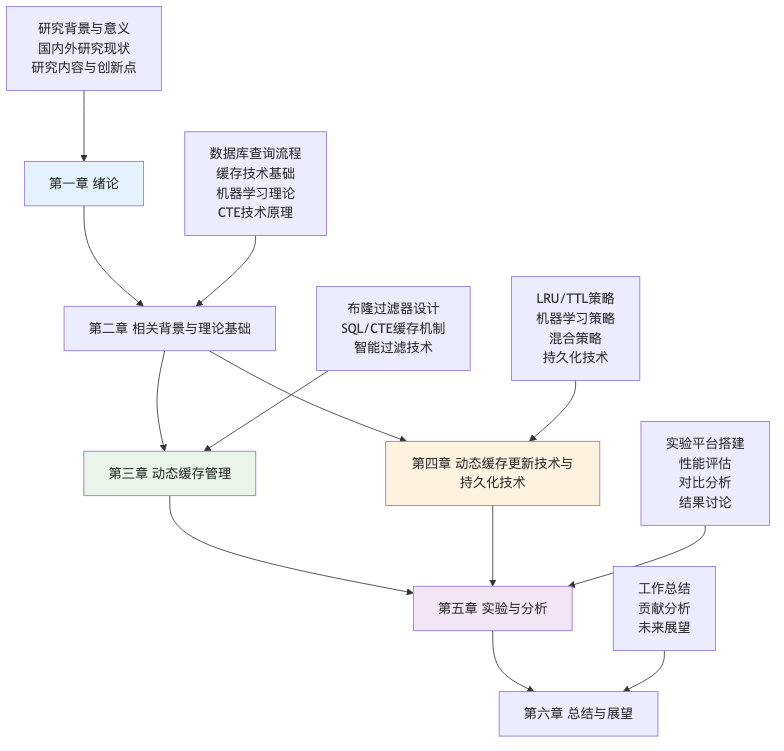 研究背景与意义
国内外研究现状
研究内容与创新点
数据库查询流程
缓存技术基础
机器学习理论
CTE技术原理
第一章 绪论
布隆过滤器设计
SQL/CTE缓存机制
智能过滤技术
LRU/TTL策略
机器学习策略
混合策略
持久化技术
第二章 相关背景与理论基础
实验平台搭建
性能评估
对比分析
结果讨论
第三章 动态缓存管理
第四章 动态缓存更新技术与
持久化技术
工作总结
贡献分析
未来展望
第五章 实验与分析
第六章 总结与展望